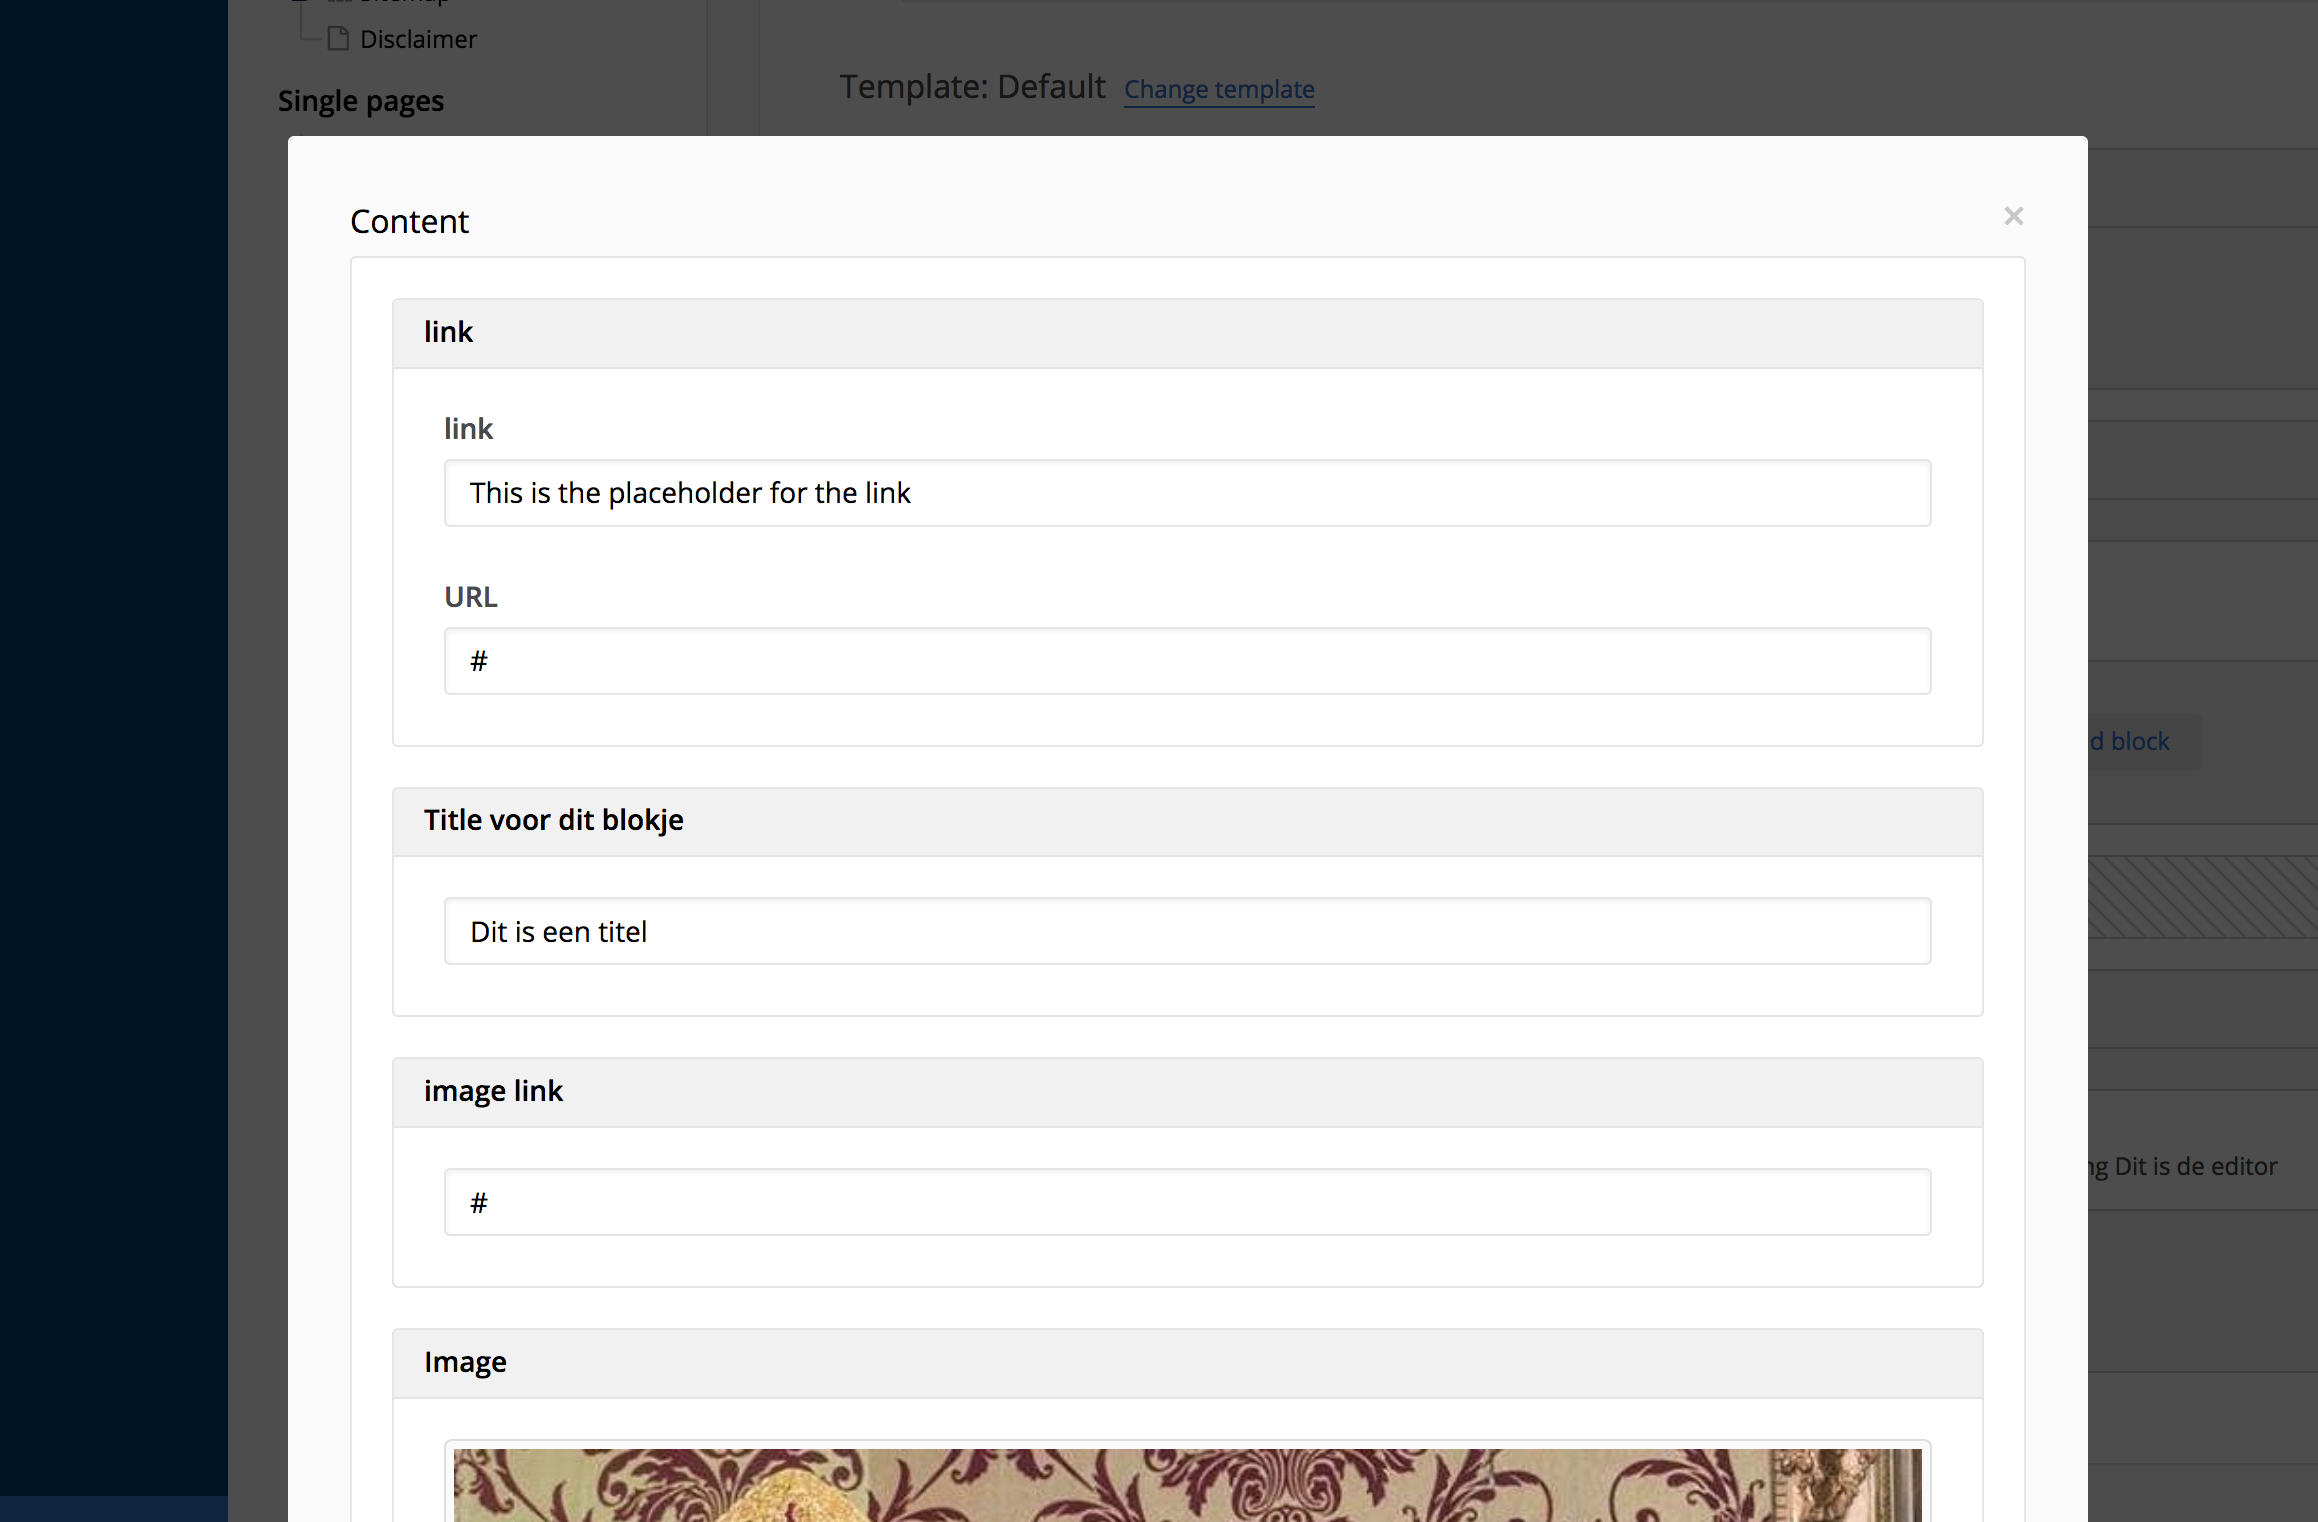 Sitemap
Disclaimer
Single pages
Template: Default Change template
Content
link
link
This is the placeholder for the link
URL
#
Title voor dit blokje
Dit is een titel
image link
#
Image
d block
ng Dit is de editor